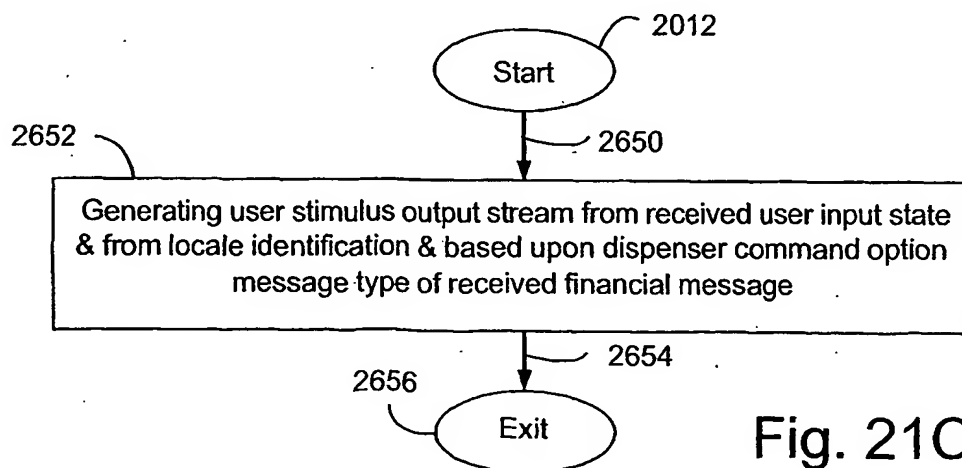 2012
Start
2650
2652
Generating user stimulus output stream from received user input state
& from locale identification & based upon dispenser command option
message type of received financial message
2654
2656
Exit
Fig. 21C